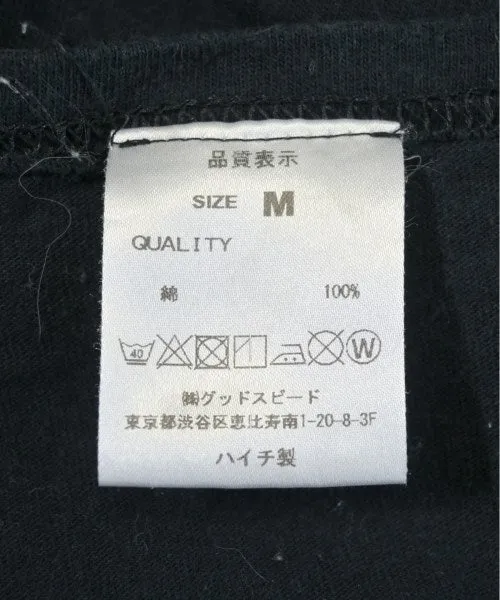 品質表示
SIZE M
QUALITY
綿 100%
40 W
㈱グッドスピード
東京都渋谷区恵比寿南1-20-8-3F
ハイチ製